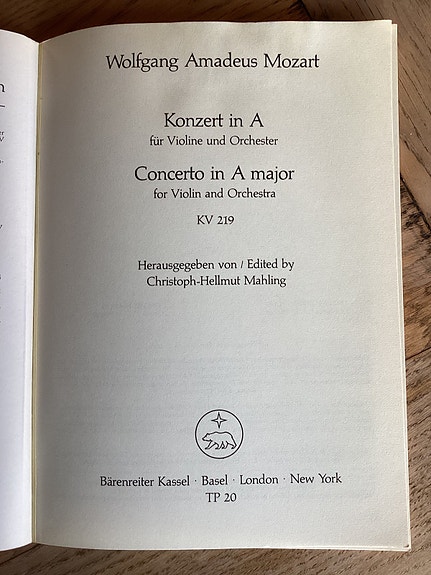 Wolfgang Amadeus Mozart
Konzert in A
für Violine und Orchester
Concerto in A major
for Violin and Orchestra
KV 219
Herausgegeben von / Edited by
Christoph-Hellmut Mahling
Bärenreiter Kassel · Basel · London · New York
TP 20